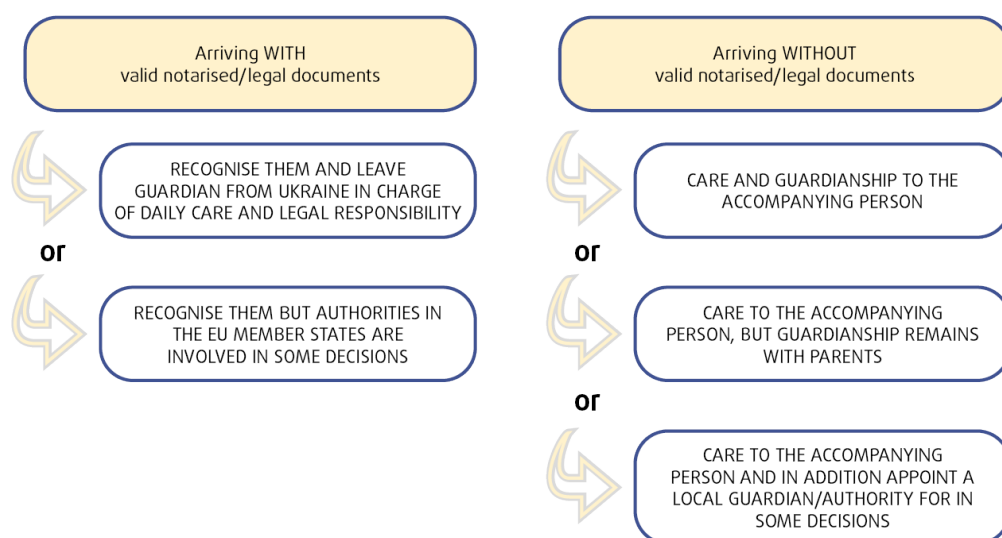 Arriving WITH
valid notarised/legal documents
RECOGNISE THEM AND LEAVE
GUARDIAN FROM UKRAINE IN CHARGE
OF DAILY CARE AND LEGAL RESPONSIBILITY
or
RECOGNISE THEM BUT AUTHORITIES IN
THE EU MEMBER STATES ARE
INVOLVED IN SOME DECISIONS
Arriving WITHOUT
valid notarised/legal documents
CARE AND GUARDIANSHIP TO THE
ACCOMPANYING PERSON
or
CARE TO THE ACCOMPANYING
PERSON, BUT GUARDIANSHIP REMAINS
WITH PARENTS
or
CARE TO THE ACCOMPANYING
PERSON AND IN ADDITION APPOINT A
LOCAL GUARDIAN/AUTHORITY FOR IN
SOME DECISIONS